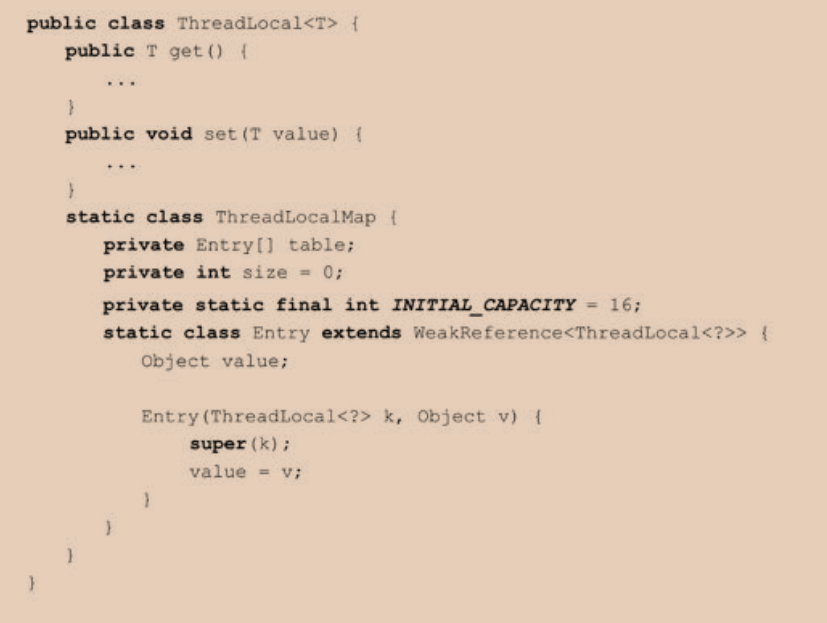 public class ThreadLocal<T> {
public T get() {
...
}
public void set(T value) {
...
}
static class ThreadLocalMap {
private Entry[] table;
private int size = 0;
private static final int INITIAL_CAPACITY = 16;
static class Entry extends WeakReference<ThreadLocal<?>> {
Object value;
Entry(ThreadLocal<?> k, Object v) {
super(k);
value = v;
}
}
}
}